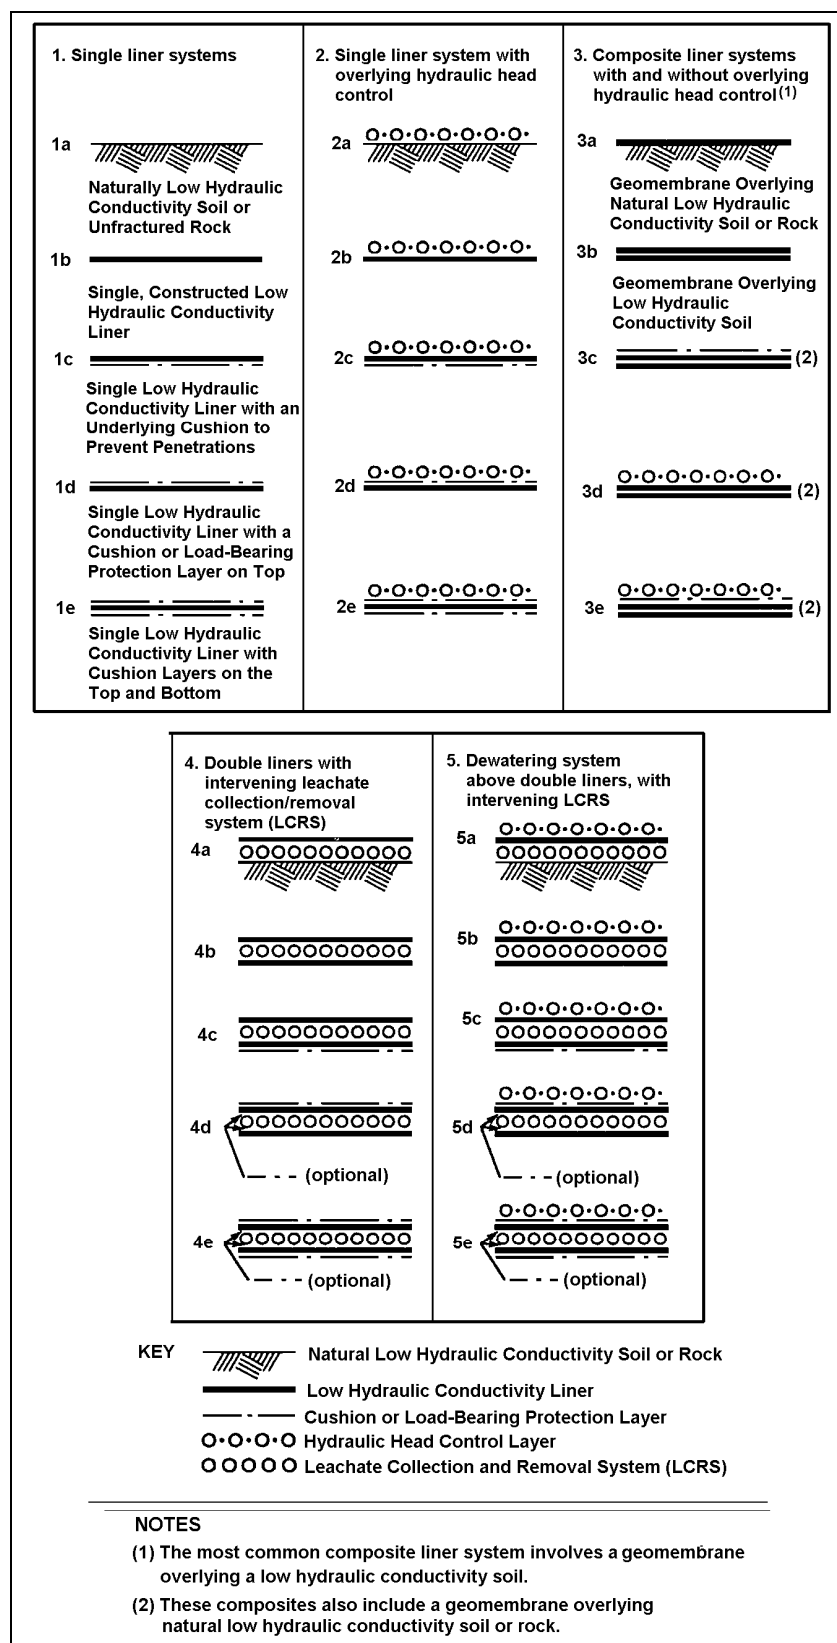 1. Single liner systems
1a
Naturally Low Hydraulic
Conductivity Soil or
Unfractured Rock
1b
Single, Constructed Low
Hydraulic Conductivity
Liner
1c
Single Low Hydraulic
Conductivity Liner with an
Underlying Cushion to
Prevent Penetrations
1d
Single Low Hydraulic
Conductivity Liner with a
Cushion or Load-Bearing
Protection Layer on Top
1e
Single Low Hydraulic
Conductivity Liner with
Cushion Layers on the
Top and Bottom
2. Single liner system with
overlying hydraulic head
control
2a
2b
2c
2d
2e
3. Composite liner systems
with and without overlying
hydraulic head control(1)
3a
Geomembrane Overlying
Natural Low Hydraulic
Conductivity Soil or Rock
3b
Geomembrane Overlying
Low Hydraulic
Conductivity Soil
3c (2)
3d (2)
3e (2)
4. Double liners with
intervening leachate
collection/removal
system (LCRS)
4a
4b
4c
4d
(optional)
4e
(optional)
5. Dewatering system
above double liners, with
intervening LCRS
5a
5b
5c
5d
(optional)
5e
(optional)
KEY
Natural Low Hydraulic Conductivity Soil or Rock
Low Hydraulic Conductivity Liner
Cushion or Load-Bearing Protection Layer
Hydraulic Head Control Layer
Leachate Collection and Removal System (LCRS)
NOTES
(1) The most common composite liner system involves a geomembrane
overlying a low hydraulic conductivity soil.
(2) These composites also include a geomembrane overlying
natural low hydraulic conductivity soil or rock.